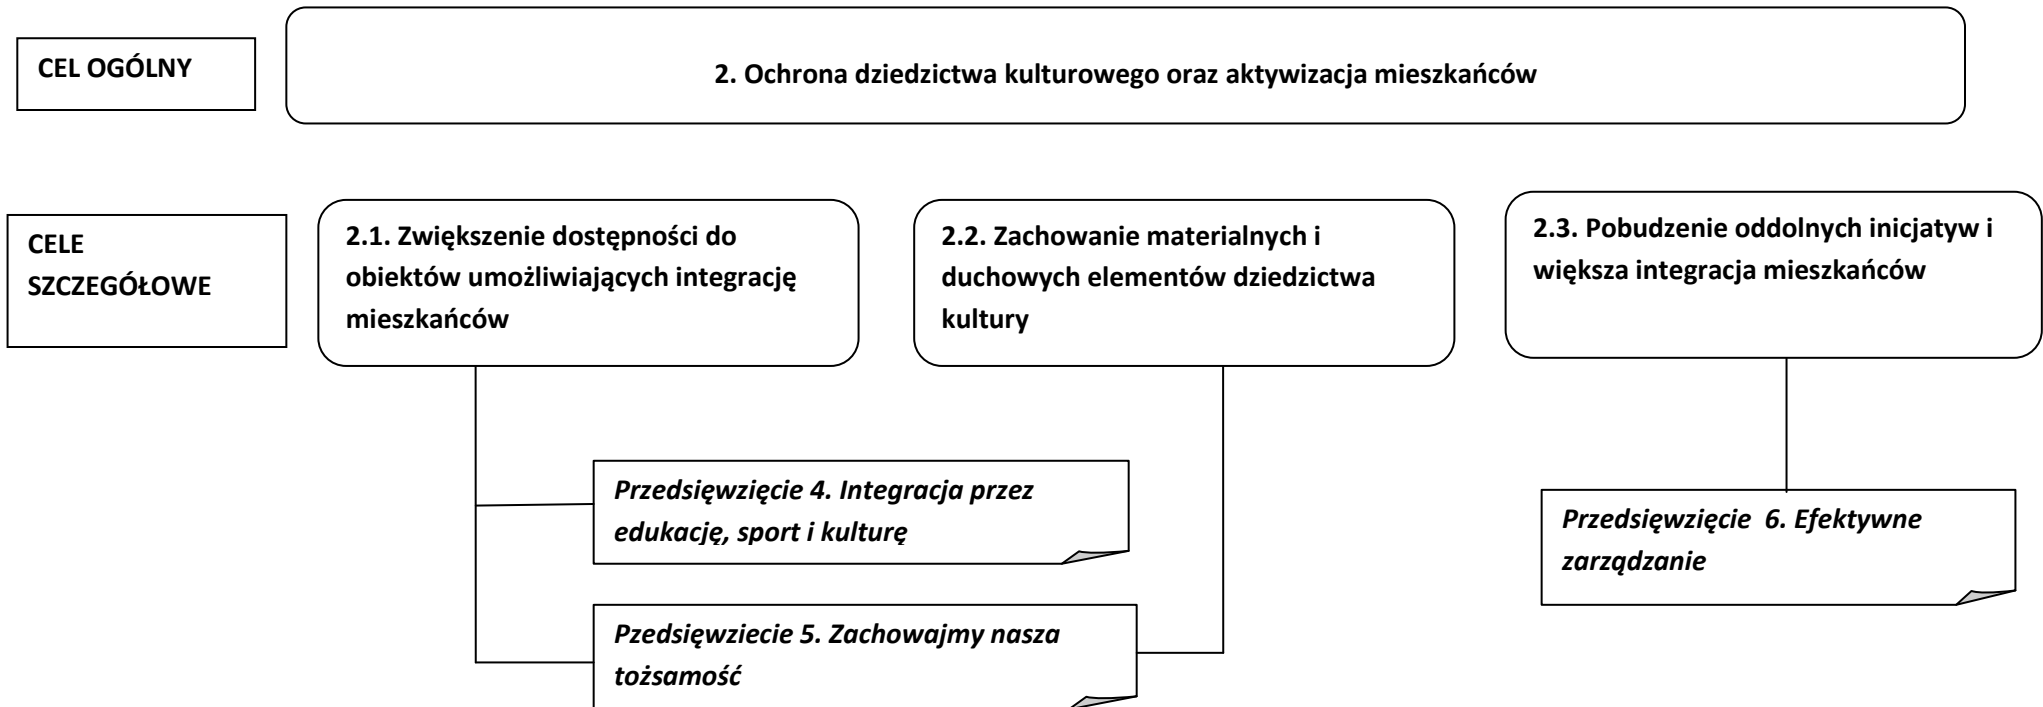 CEL OGÓLNY
2. Ochrona dziedzictwa kulturowego oraz aktywizacja mieszkańców
CELE
SZCZEGÓŁOWE
2.1. Zwiększenie dostępności do
obiektów umożliwiających integrację
mieszkańców
2.2. Zachowanie materialnych i
duchowych elementów dziedzictwa
kultury
2.3. Pobudzenie oddolnych inicjatyw i
większa integracja mieszkańców
Przedsięwzięcie 4. Integracja przez
edukację, sport i kulturę
Pzedsięwziecie 5. Zachowajmy nasza
tożsamość
Przedsięwzięcie  6. Efektywne
zarządzanie